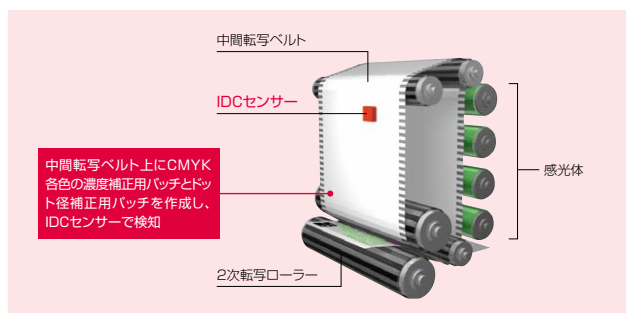 中間転写ベルト
IDCセンサー
中間転写ベルト上にCMYK
各色の濃度補正用パッチとドッ
ト径補正用パッチを作成し、
IDCセンサーで検知
感光体
2次転写ローラー